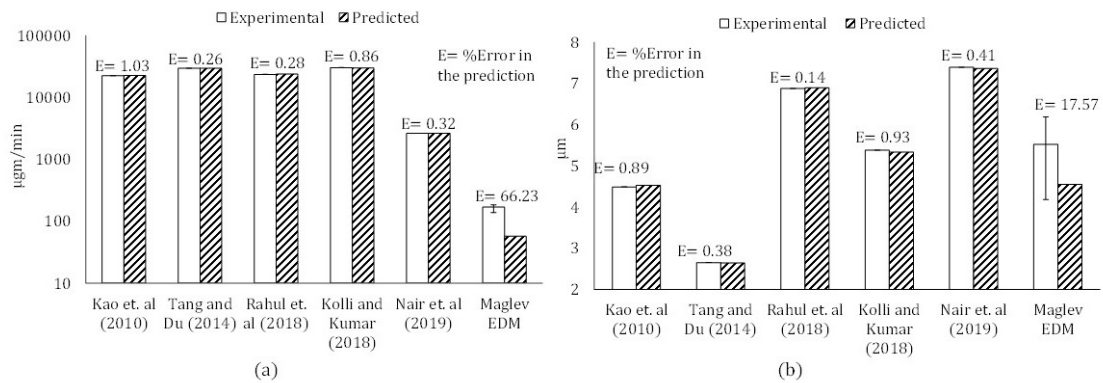 Experimental Predicted
(a)
100000
10000
1000
100
10
μgm/min
E= %Error in
the prediction
E= 1.03
E= 0.26
E= 0.28
E= 0.86
E= 0.32
E= 66.23
Kao et. al
(2010)
Tang and
Du (2014)
Rahul et.
al (2018)
Kolli and
Kumar
(2018)
Nair et. al
(2019)
Maglev
EDM
(a)
Experimental Predicted
(b)
8
7
6
5
4
3
2
μm
E= %Error in
the prediction
E= 0.89
E= 0.38
E= 0.14
E= 0.93
E= 0.41
E= 17.57
Kao et. al
(2010)
Tang and
Du (2014)
Rahul et. al
(2018)
Kolli and
Kumar
(2018)
Nair et. al
(2019)
Maglev
EDM
(b)